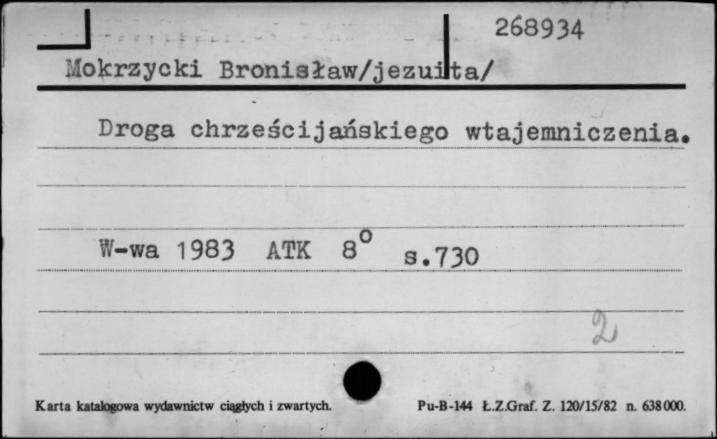 268934
Mokrzycki Bronisław/jezuita/
Droga chrześcijańskiego wtajemniczenia.
W-wa 1983 ATK 8° s.730
2
Karta katalogowa wydawnictw ciągłych i zwartych. Pu-B-144 Ł.Z.Graf. Z. 120/15/82 n. 638000.